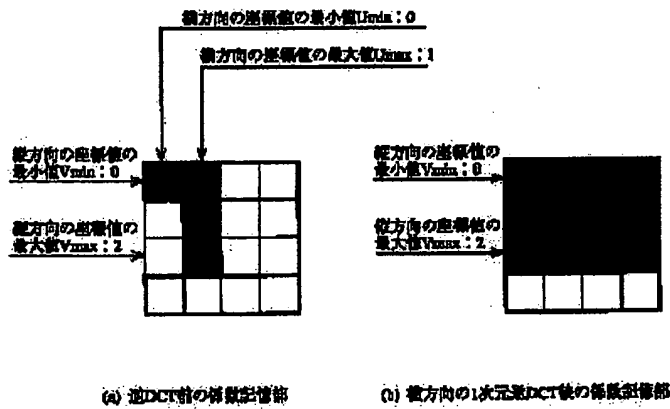 横方向の座標値の最小値Umin：0
横方向の座標値の最大値Umax：1
縦方向の座標値の
最小値Vmin：0
縦方向の座標値の
最大値Vmax：2
縦方向の座標値の
最小値Vmin：0
縦方向の座標値の
最大値Vmax：2
(a) 逆DCT前の係数記憶部
(b) 横方向の1次元逆DCT後の係数記憶部